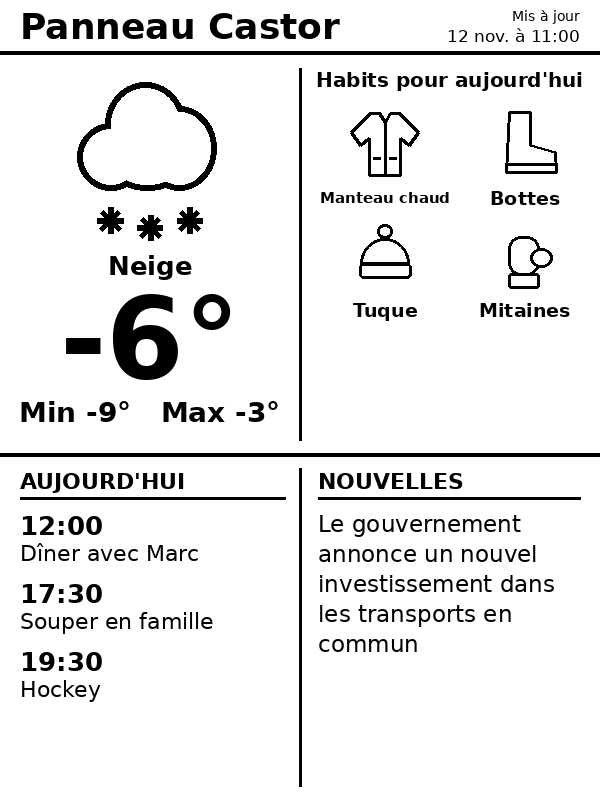 Panneau Castor
Mis à jour
12 nov. à 11:00
Neige
-6°
Min -9° Max -3°
Habits pour aujourd'hui
Manteau chaud
Bottes
Tuque
Mitaines
AUJOURD'HUI
12:00
Dîner avec Marc
17:30
Souper en famille
19:30
Hockey
NOUVELLES
Le gouvernement
annonce un nouvel
investissement dans
les transports en
commun